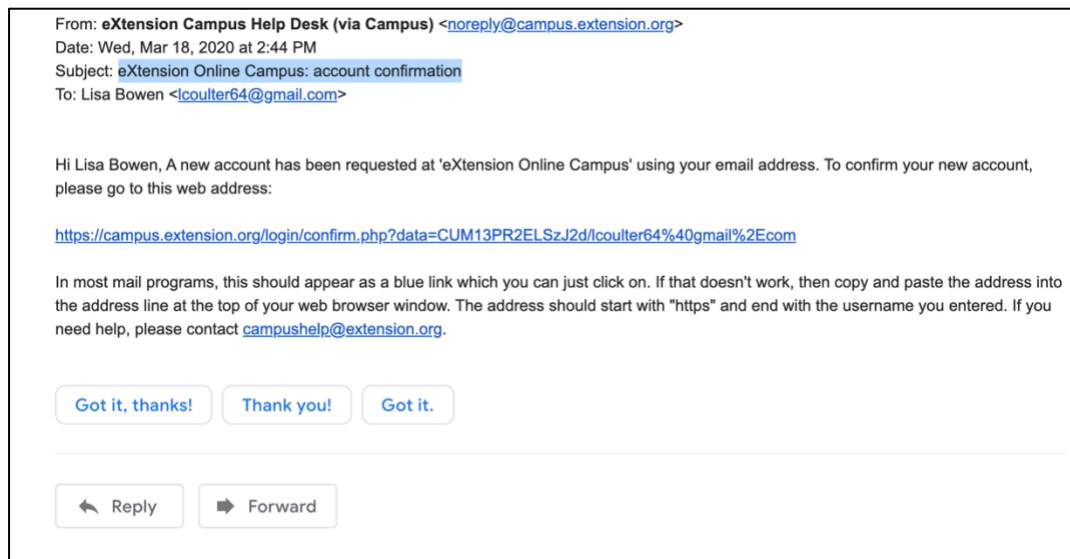 From: eXtension Campus Help Desk (via Campus) <noreply@campus.extension.org>
Date: Wed, Mar 18, 2020 at 2:44 PM
Subject: eXtension Online Campus: account confirmation
To: Lisa Bowen <lcoulter64@gmail.com>
Hi Lisa Bowen, A new account has been requested at 'eXtension Online Campus' using your email address. To confirm your new account,
please go to this web address:
https://campus.extension.org/login/confirm.php?data=CUM13PR2ELSzJ2d/lcoulter64%40gmail%2Ecom
In most mail programs, this should appear as a blue link which you can just click on. If that doesn't work, then copy and paste the address into
the address line at the top of your web browser window. The address should start with "https" and end with the username you entered. If you
need help, please contact campushelp@extension.org.
Got it, thanks! Thank you! Got it.
Reply Forward